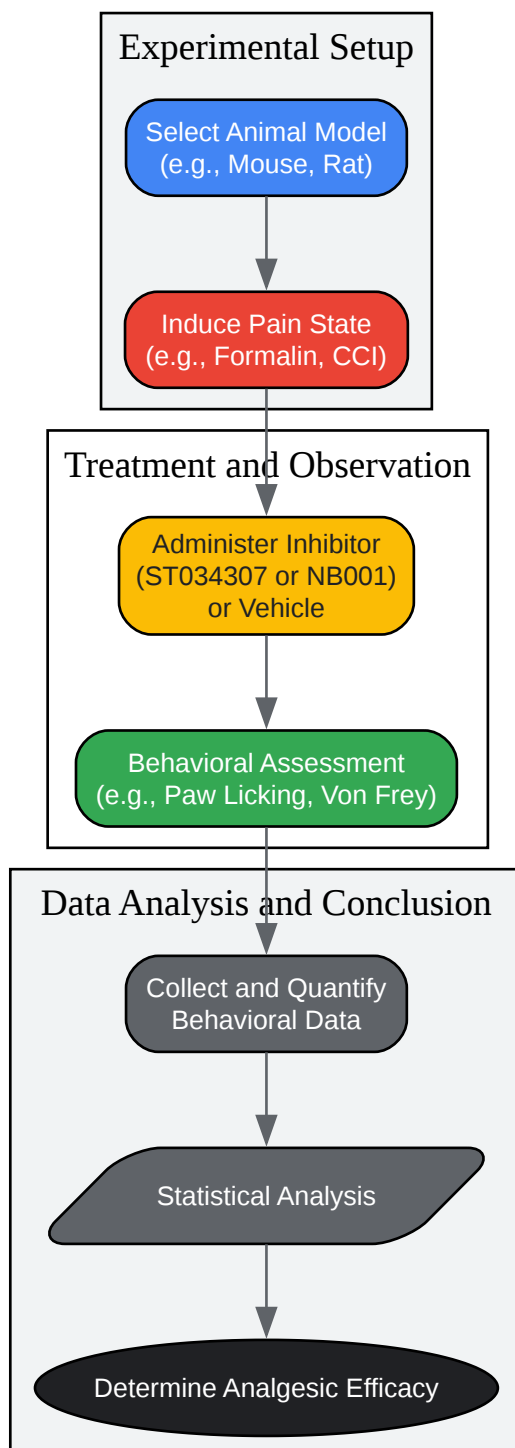 Experimental Setup
Select Animal Model
(e.g., Mouse, Rat)
Induce Pain State
(e.g., Formalin, CCI)
Treatment and Observation
Administer Inhibitor
(ST034307 or NB001)
or Vehicle
Behavioral Assessment
(e.g., Paw Licking, Von Frey)
Data Analysis and Conclusion
Collect and Quantify
Behavioral Data
Statistical Analysis
Determine Analgesic Efficacy